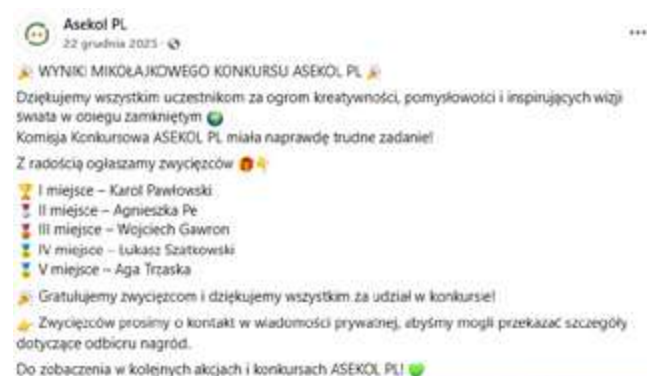 Asekol PL
22 grudnia 2025
🎉 WYNIKI MIKOŁAJKOWEGO KONKURSU ASEKOL PL 🎉
Dziękujemy wszystkim uczestnikom za ogrom kreatywności, pomysłowości i inspirujących wizji
świata w obiegu zamkniętym 🌍
Komisja Konkursowa ASEKOL PL miała naprawdę trudne zadanie!
Z radością ogłaszamy zwycięzców 🎁👇
🏆 I miejsce – Karol Pawłowski
🥈 II miejsce – Agnieszka Pe
🥉 III miejsce – Wojciech Gawron
🏅 IV miejsce – Łukasz Szatkowski
🏅 V miejsce – Aga Trzaska
🎉 Gratulujemy zwycięzcom i dziękujemy wszystkim za udział w konkursie!
👉 Zwycięzców prosimy o kontakt w wiadomości prywatnej, abyśmy mogli przekazać szczegóły
dotyczące odbioru nagród.
Do zobaczenia w kolejnych akcjach i konkursach ASEKOL PL! 💚